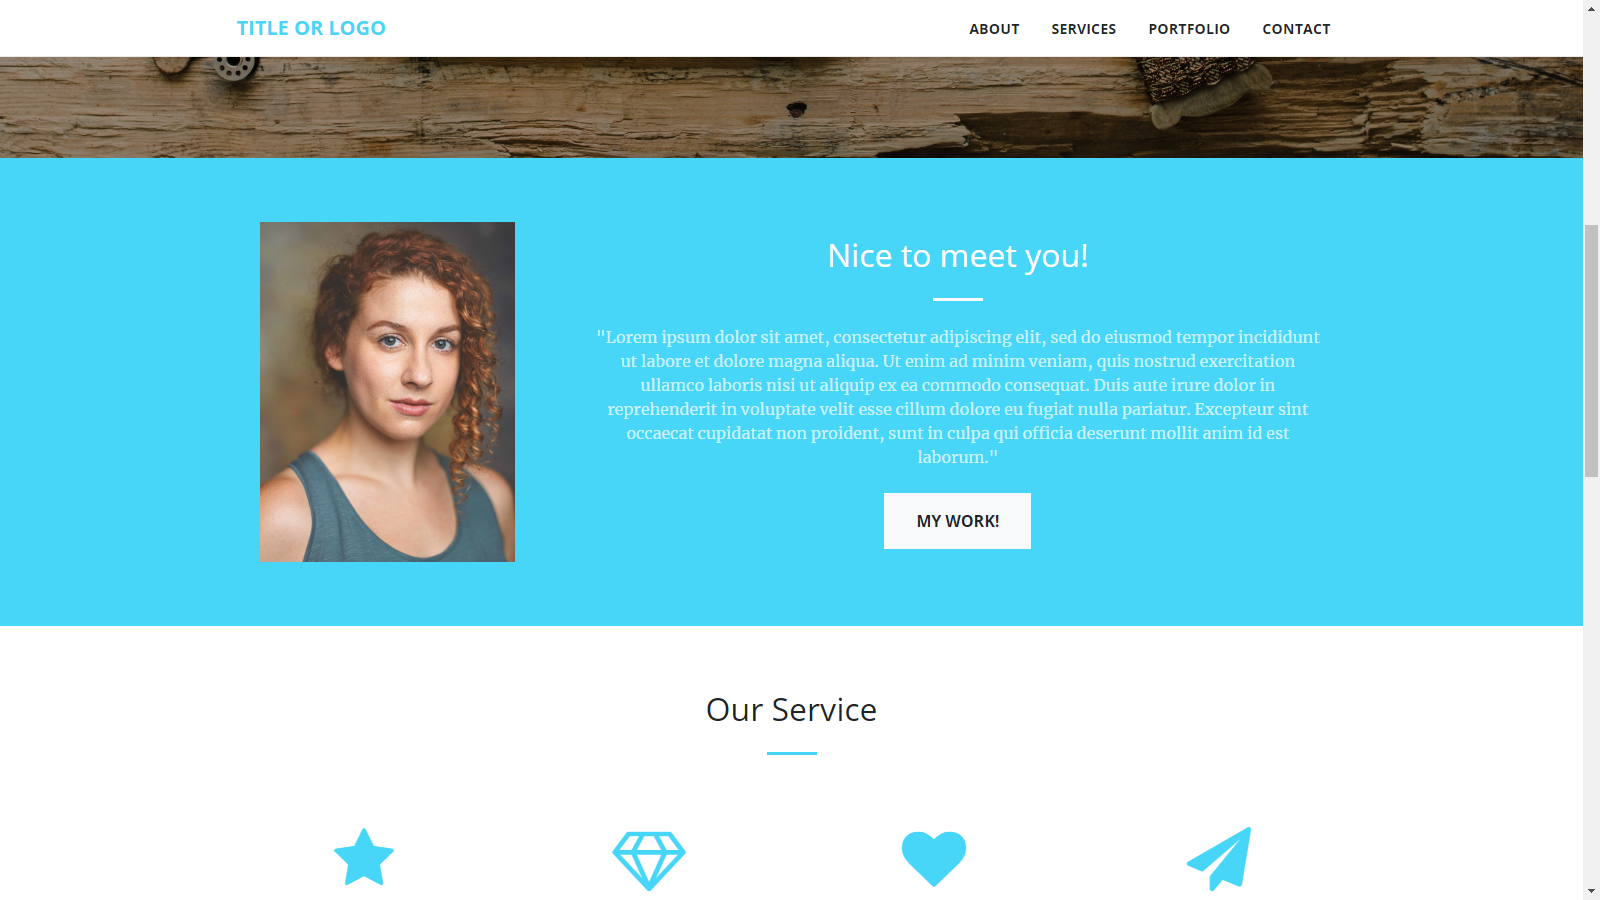 TITLE OR LOGO
ABOUT SERVICES PORTFOLIO CONTACT
Nice to meet you!
"Lorem ipsum dolor sit amet, consectetur adipiscing elit, sed do eiusmod tempor incididunt
ut labore et dolore magna aliqua. Ut enim ad minim veniam, quis nostrud exercitation
ullamco laboris nisi ut aliquip ex ea commodo consequat. Duis aute irure dolor in
reprehenderit in voluptate velit esse cillum dolore eu fugiat nulla pariatur. Excepteur sint
occaecat cupidatat non proident, sunt in culpa qui officia deserunt mollit anim id est
laborum."
MY WORK!
Our Service